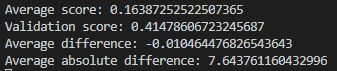 Average score: 0.16387252522507365
Validation score: 0.41478606723245687
Average difference: -0.010464476826543643
Average absolute difference: 7.643761160432996